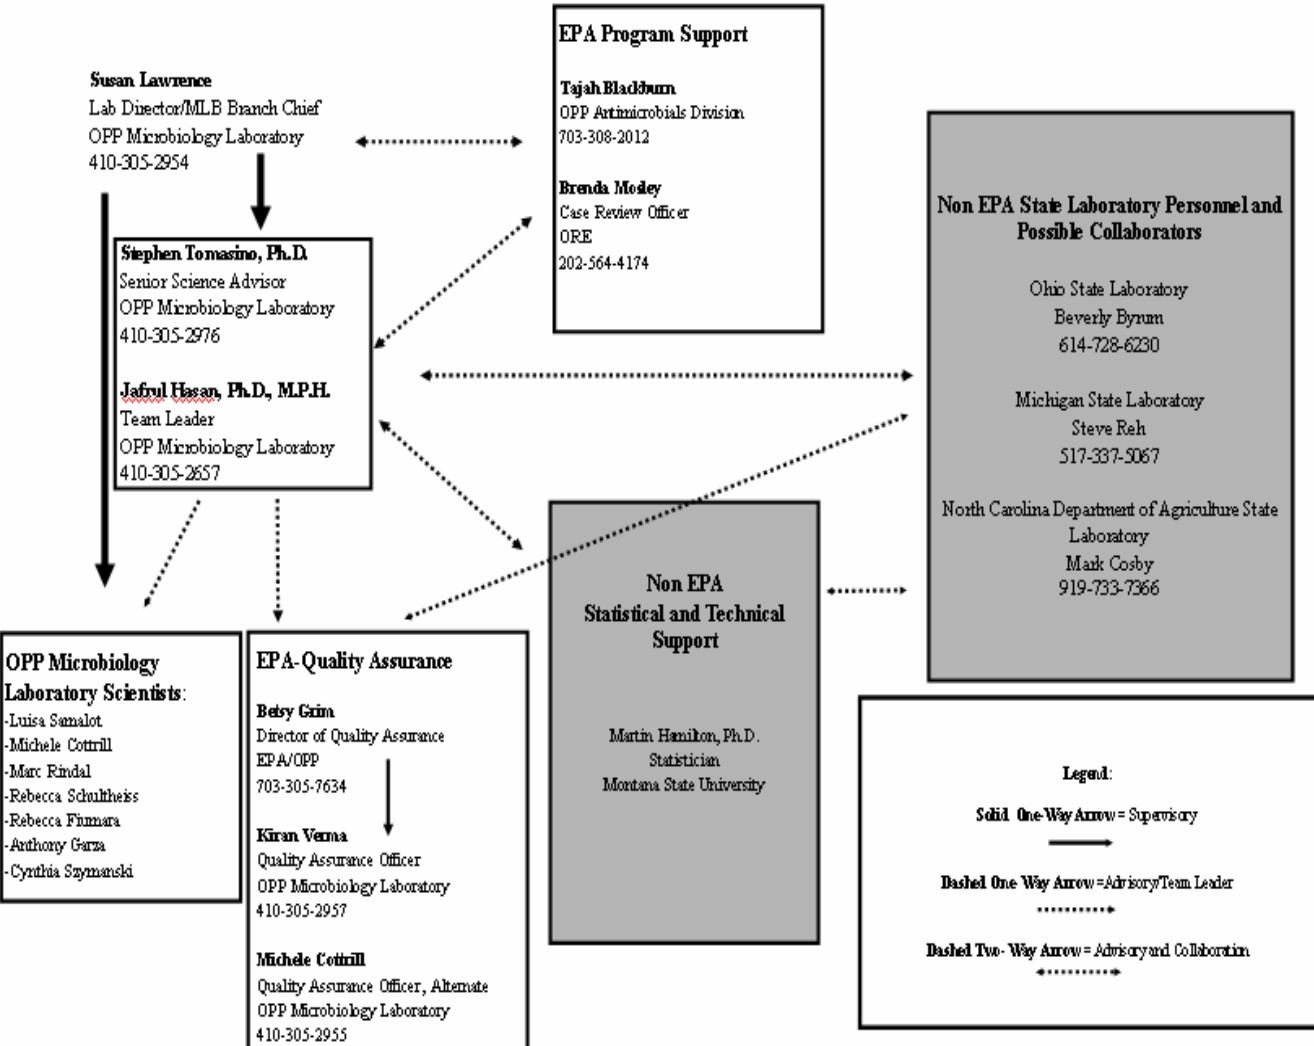 Susan Lawrence
Lab Director/MLB Branch Chief
OPP Microbiology Laboratory
410-305-2954
EPA Program Support
Tajah Blackburn
OPP Antimicrobials Division
703-308-2012
Brenda Mosley
Case Review Officer
ORE
202-564-4174
Stephen Tomasino, Ph.D.
Senior Science Advisor
OPP Microbiology Laboratory
410-305-2976
Jafrul Hasan, Ph.D., M.P.H.
Team Leader
OPP Microbiology Laboratory
410-305-2657
Non EPA State Laboratory Personnel and
Possible Collaborators
Ohio State Laboratory
Beverly Byrum
614-728-6230
Michigan State Laboratory
Steve Reh
517-337-5067
North Carolina Department of Agriculture State
Laboratory
Mark Cosby
919-733-7366
OPP Microbiology
Laboratory Scientists:
-Luisa Samalot
-Michele Cottrill
-Marc Rindal
-Rebecca Schultheiss
-Rebecca Fiumara
-Anthony Garza
-Cynthia Szymanski
EPA-Quality Assurance
Betsy Grim
Director of Quality Assurance
EPA/OPP
703-305-7634
Kiran Verma
Quality Assurance Officer
OPP Microbiology Laboratory
410-305-2957
Michele Cottrill
Quality Assurance Officer, Alternate
OPP Microbiology Laboratory
410-305-2955
Non EPA
Statistical and Technical
Support
Martin Hamilton, Ph.D.
Statistician
Montana State University
Legend:
Solid One-Way Arrow = Supervisory
Dashed One Way Arrow =Advisory/Team Leader
Dashed Two- Way Arrow = Advisory and Collaboration